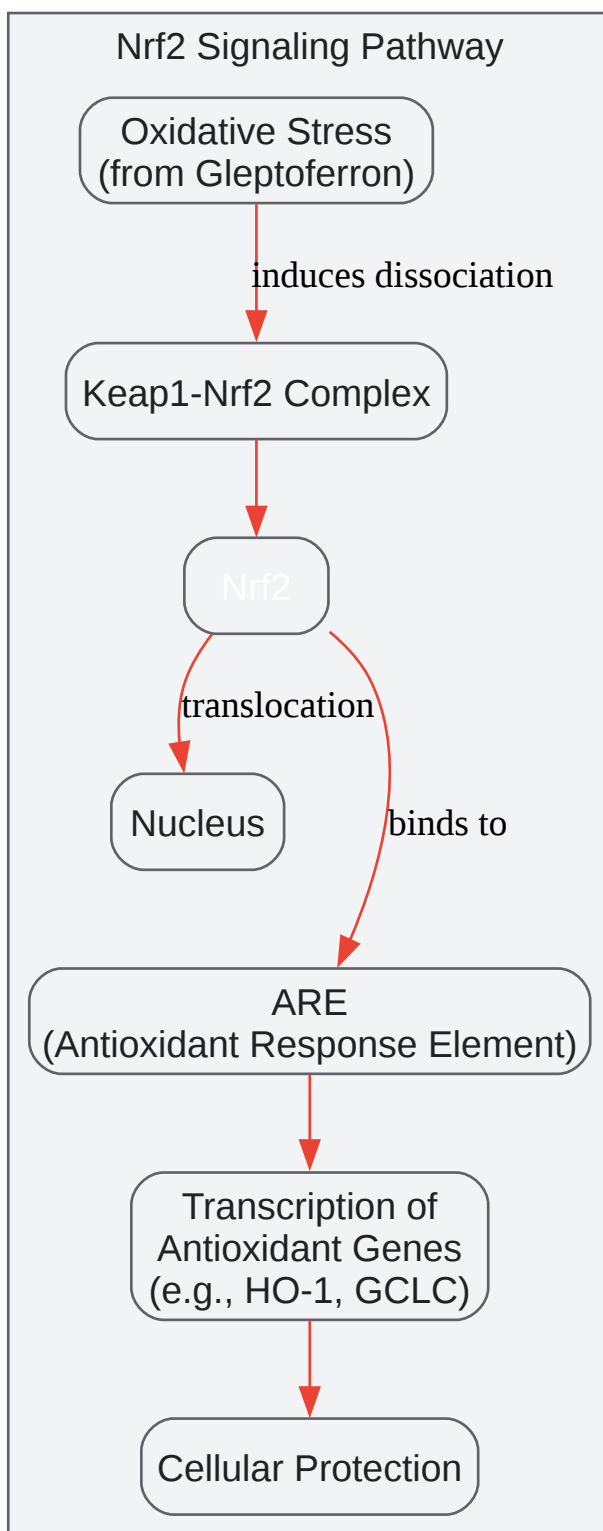 Nrf2 Signaling Pathway
Oxidative Stress
(from Gleptoferron)
induces dissociation
Keap1-Nrf2 Complex
Nrf2
translocation
Nucleus
binds to
ARE
(Antioxidant Response Element)
Transcription of
Antioxidant Genes
(e.g., HO-1, GCLC)
Cellular Protection